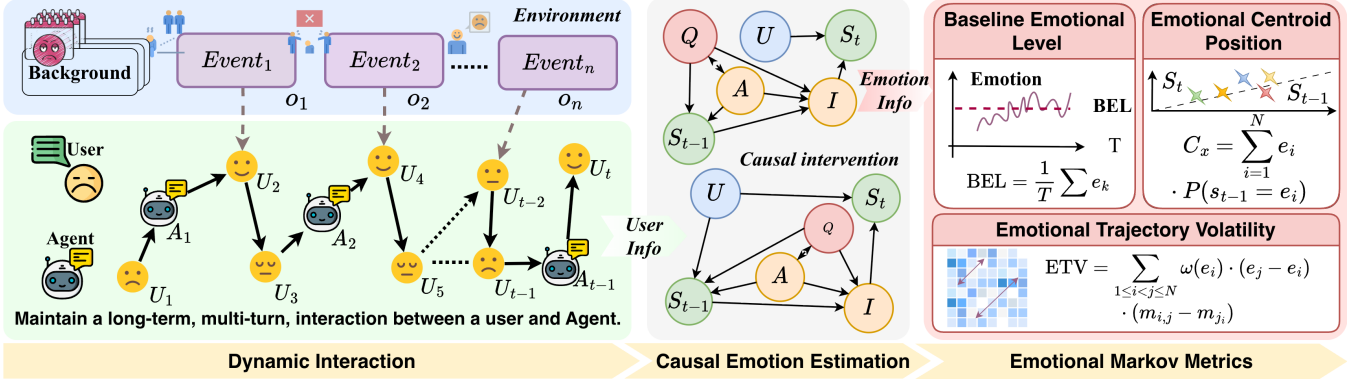 Environment
Background
Event1
Event2
......
Eventn
o1
o2
on
User
Agent
U1
A1
U2
U3
A2
U4
U5
Ut−2
Ut−1
At−1
Ut
Maintain a long-term, multi-turn, interaction between a user and Agent.
Dynamic Interaction
User
Info
Q
U
St
A
I
St−1
Causal intervention
U
St
Q
A
St−1
I
Causal Emotion Estimation
Emotion
Info
Baseline Emotional
Level
Emotion
BEL
T
BEL = 1/T ∑ ek
Emotional Centroid
Position
St
St−1
Cx = ∑_{i=1}^{N} ei
· P(st−1 = ei)
Emotional Trajectory Volatility
ETV = ∑_{1≤i<j≤N} ω(ei) · (ej − ei)
· (mi,j − mji)
Emotional Markov Metrics